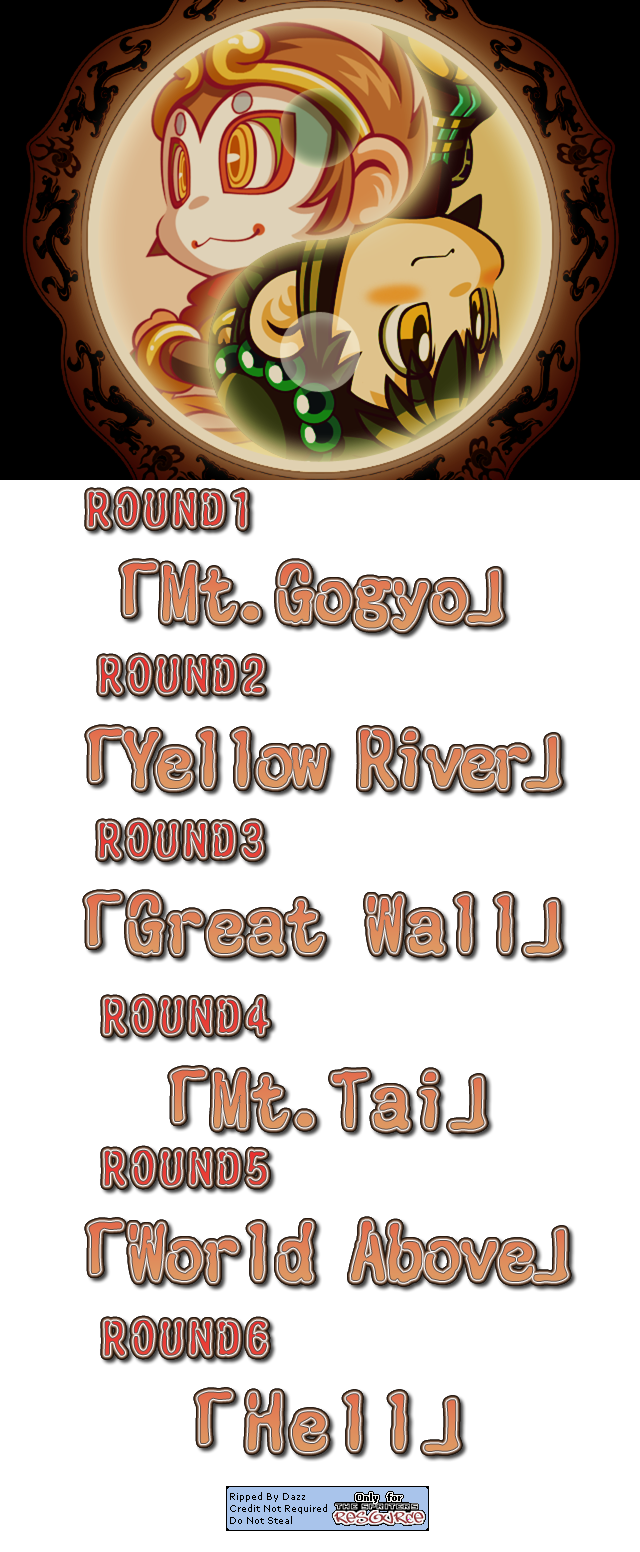 ROUND1
「Mt.Gogyo」
ROUND2
「Yellow River」
ROUND3
「Great Wall」
ROUND4
「Mt.Tai」
ROUND5
「World Above」
ROUND6
「Hell」
Ripped By Dazz
Credit Not Required
Do Not Steal
Only for
THE SPRITERS
RESOURCE